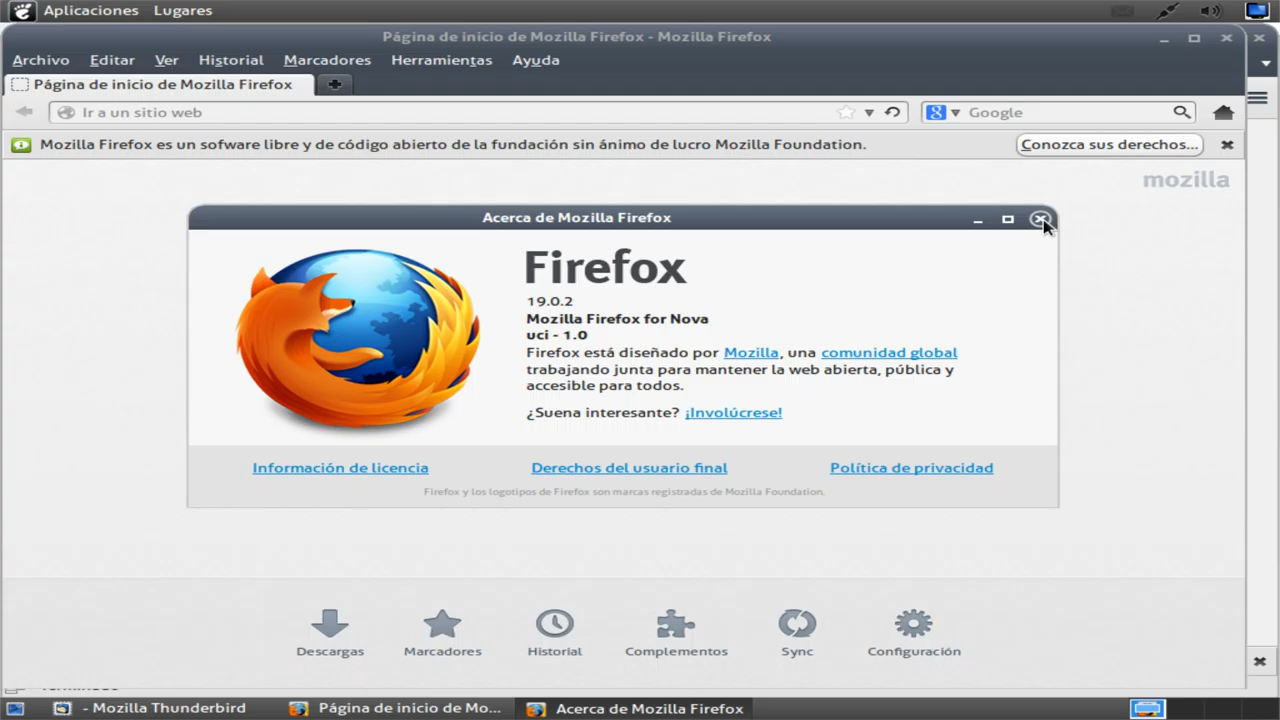 Aplicaciones Lugares
Página de inicio de Mozilla Firefox - Mozilla Firefox
Archivo Editar Ver Historial Marcadores Herramientas Ayuda
Página de inicio de Mozilla Firefox
Ir a un sitio web
Google
Mozilla Firefox es un sofware libre y de código abierto de la fundación sin ánimo de lucro Mozilla Foundation.
Conozca sus derechos...
mozilla
Acerca de Mozilla Firefox
Firefox
19.0.2
Mozilla Firefox for Nova
uci - 1.0
Firefox está diseñado por Mozilla, una comunidad global
trabajando junta para mantener la web abierta, pública y
accesible para todos.
¿Suena interesante? ¡Involúcrese!
Información de licencia Derechos del usuario final Política de privacidad
Firefox y los logotipos de Firefox son marcas registradas de Mozilla Foundation.
Descargas Marcadores Historial Complementos Sync Configuración
- Mozilla Thunderbird Página de inicio de Mo... Acerca de Mozilla Firefox